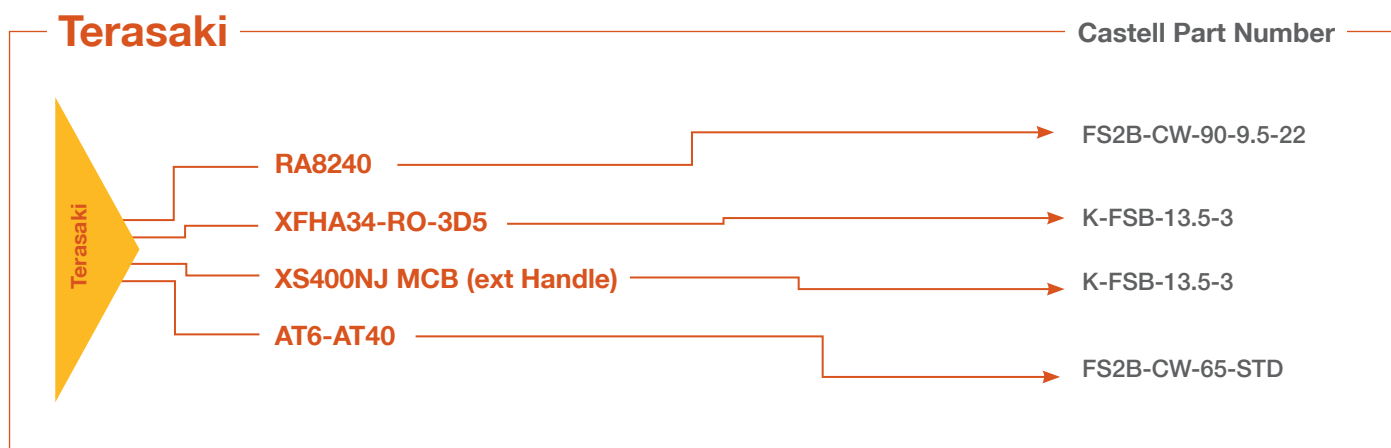 Terasaki
Castell Part Number
Terasaki
RA8240
FS2B-CW-90-9.5-22
XFHA34-RO-3D5
K-FSB-13.5-3
XS400NJ MCB (ext Handle)
K-FSB-13.5-3
AT6-AT40
FS2B-CW-65-STD